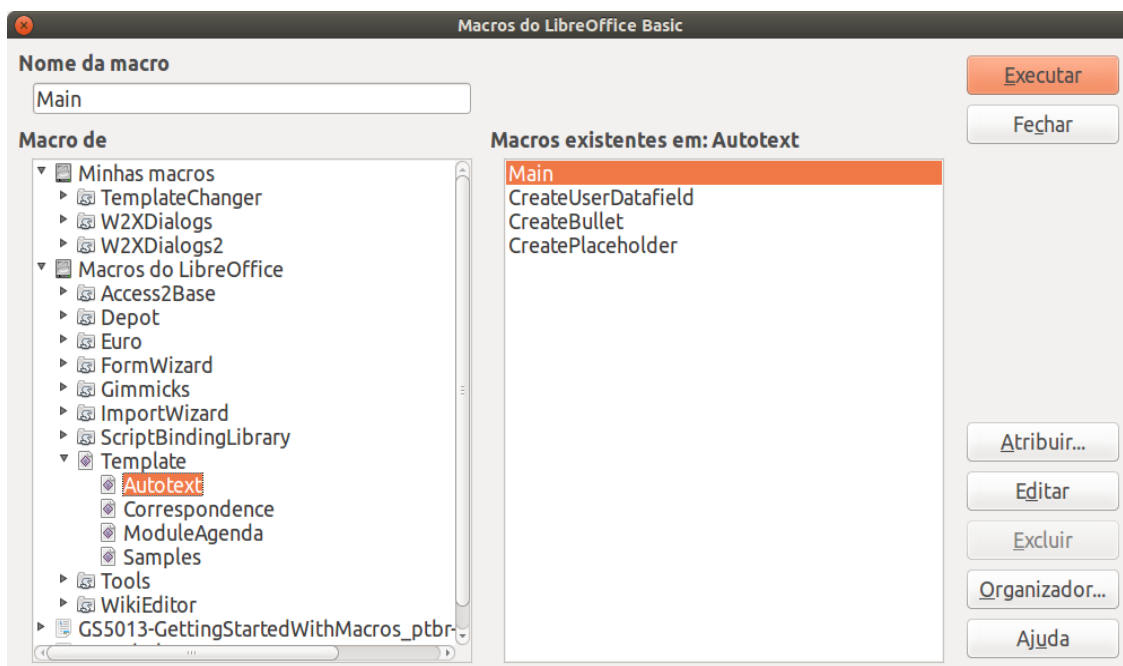 Macros do LibreOffice Basic
Nome da macro
Main
Executar
Fechar
Macro de
Minhas macros
TemplateChanger
W2XDialogs
W2XDialogs2
Macros do LibreOffice
Access2Base
Depot
Euro
FormWizard
Gimmicks
ImportWizard
ScriptBindingLibrary
Template
Autotext
Correspondence
ModuleAgenda
Samples
Tools
WikiEditor
GS5013-GettingStartedWithMacros_ptbr-
Macros existentes em: Autotext
Main
CreateUserDatafield
CreateBullet
CreatePlaceholder
Atribuir...
Editar
Excluir
Organizador...
Ajuda